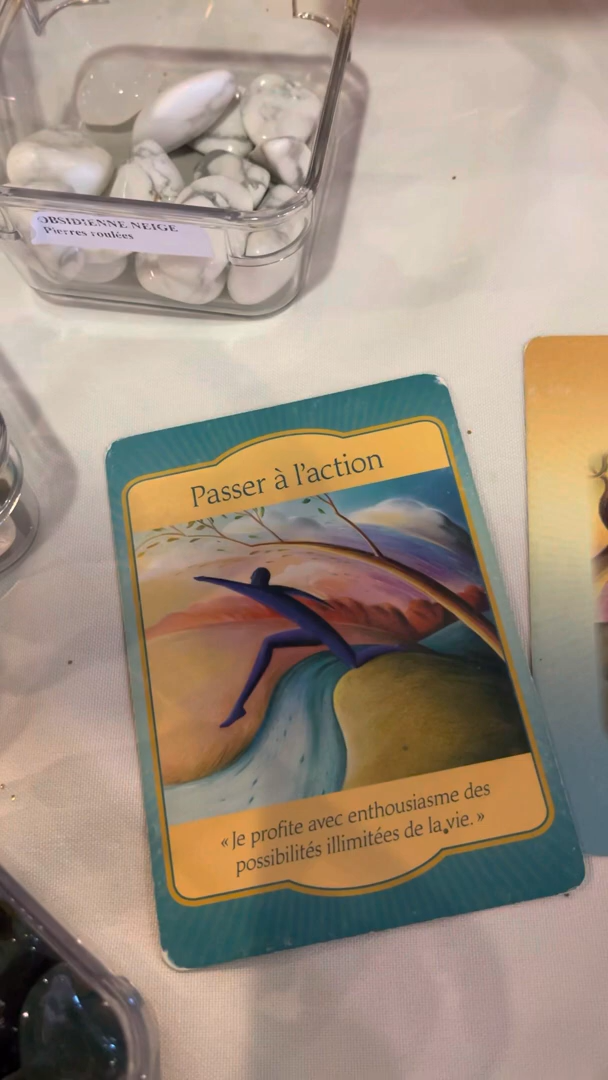 OBSIDIENNE NEIGE
Pierres roulées
Passer à l'action
« Je profite avec enthousiasme des
possibilités illimitées de la vie. »